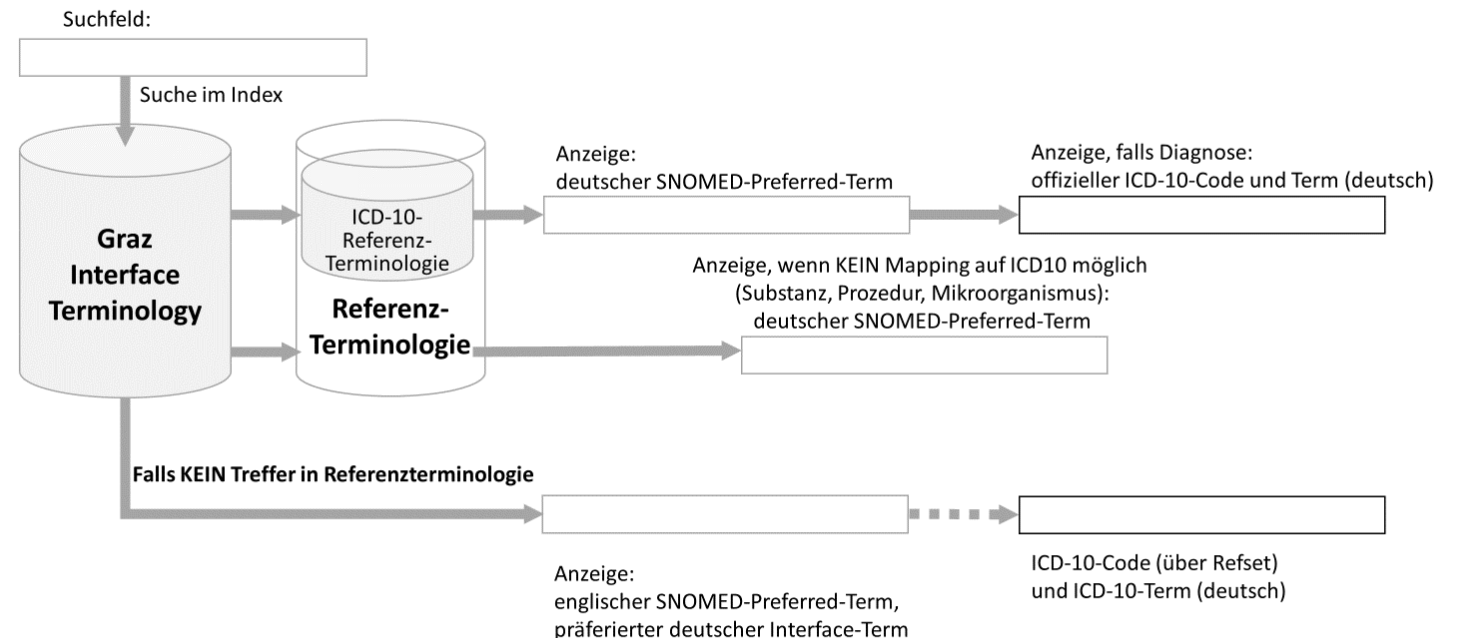 Suchfeld:
Suche im Index
Graz
Interface
Terminology
ICD-10-
Referenz-
Terminologie
Referenz-
Terminologie
Anzeige:
deutscher SNOMED-Preferred-Term
Anzeige, falls Diagnose:
offizieller ICD-10-Code und Term (deutsch)
Anzeige, wenn KEIN Mapping auf ICD10 möglich
(Substanz, Prozedur, Mikroorganismus):
deutscher SNOMED-Preferred-Term
Falls KEIN Treffer in Referenzterminologie
Anzeige:
englischer SNOMED-Preferred-Term,
präferierter deutscher Interface-Term
ICD-10-Code (über Refset)
und ICD-10-Term (deutsch)